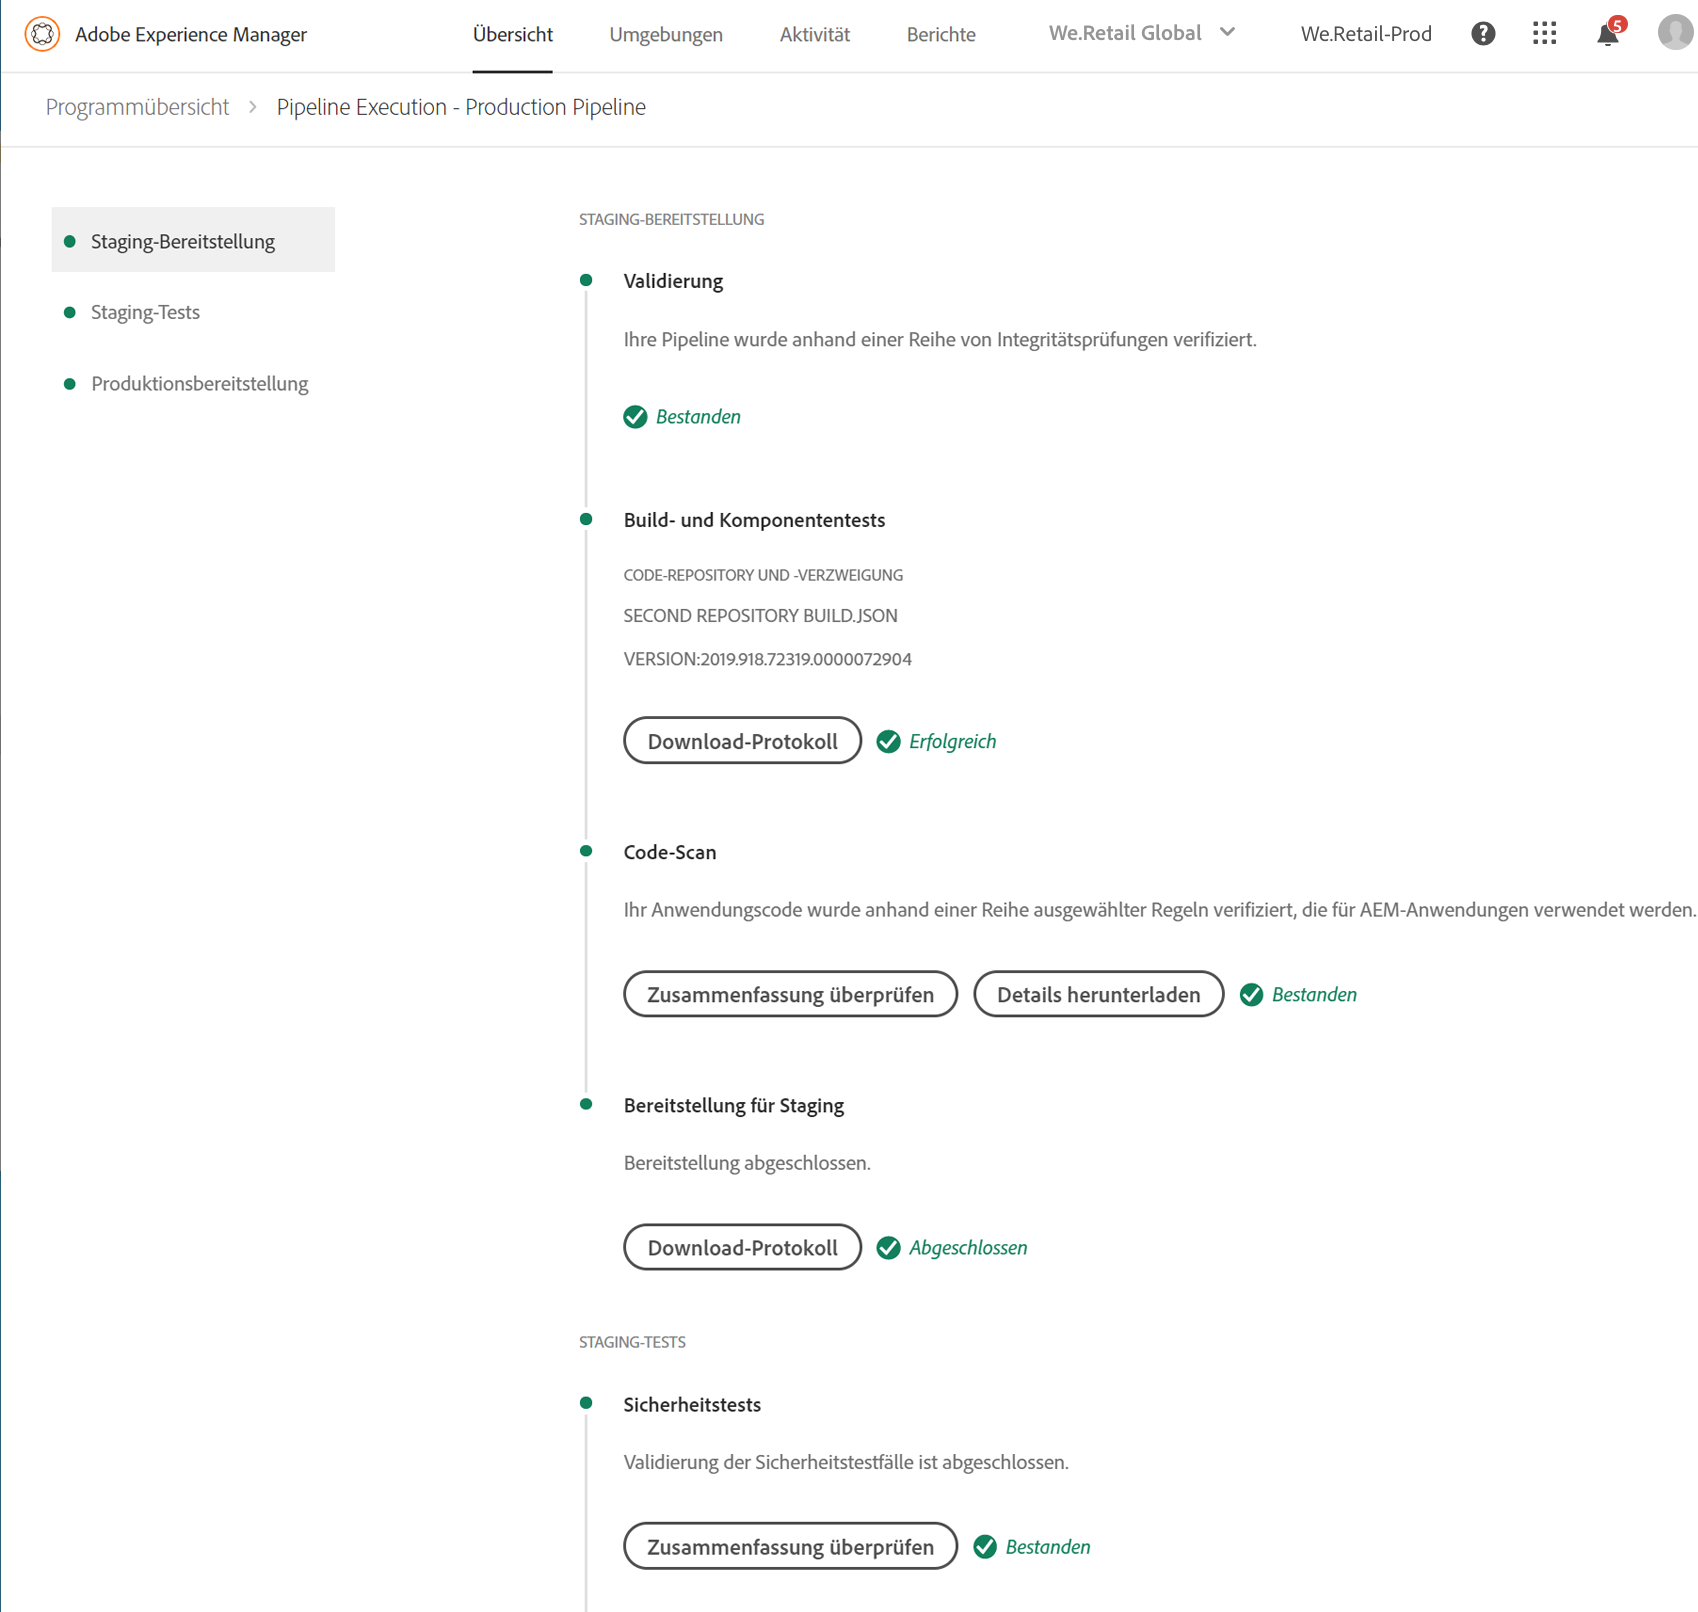 Adobe Experience Manager
Übersicht
Umgebungen
Aktivität
Berichte
We.Retail Global
We.Retail-Prod
?
5
Programmübersicht > Pipeline Execution - Production Pipeline
Staging-Bereitstellung
Staging-Tests
Produktionsbereitstellung
STAGING-BEREITSTELLUNG
Validierung
Ihre Pipeline wurde anhand einer Reihe von Integritätsprüfungen verifiziert.
Bestanden
Build- und Komponententests
CODE-REPOSITORY UND -VERZWEIGUNG
SECOND REPOSITORY BUILD.JSON
VERSION:2019.918.72319.0000072904
Download-Protokoll Erfolgreich
Code-Scan
Ihr Anwendungscode wurde anhand einer Reihe ausgewählter Regeln verifiziert, die für AEM-Anwendungen verwendet werden.
Zusammenfassung überprüfen Details herunterladen Bestanden
Bereitstellung für Staging
Bereitstellung abgeschlossen.
Download-Protokoll Abgeschlossen
STAGING-TESTS
Sicherheitstests
Validierung der Sicherheitstestfälle ist abgeschlossen.
Zusammenfassung überprüfen Bestanden